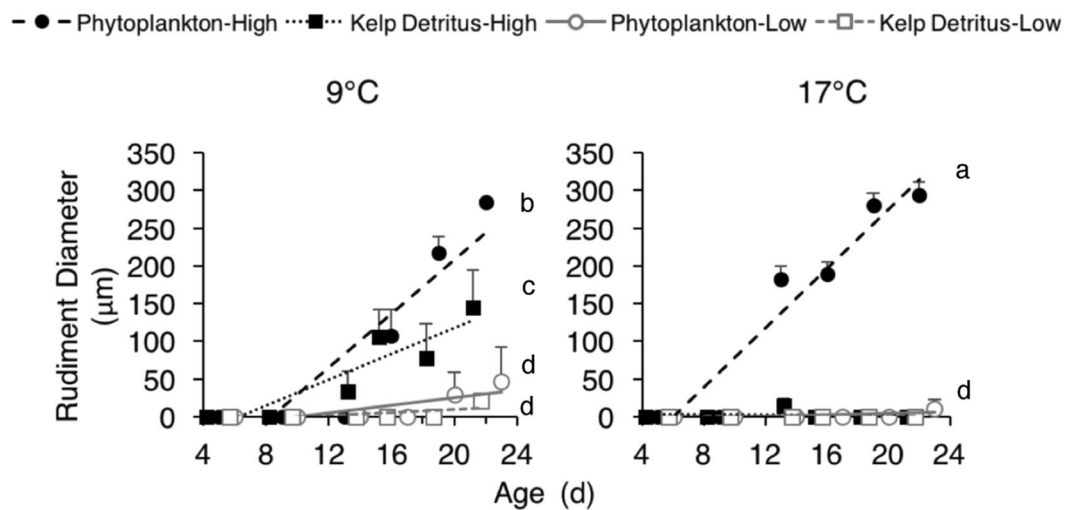 Phytoplankton-High Kelp Detritus-High Phytoplankton-Low Kelp Detritus-Low
9°C 17°C
Rudiment Diameter
(µm)
350
300
250
200
150
100
50
0
4 8 12 16 20 24
b
c
d
d
350
300
250
200
150
100
50
0
4 8 12 16 20 24
a
d
Age (d)